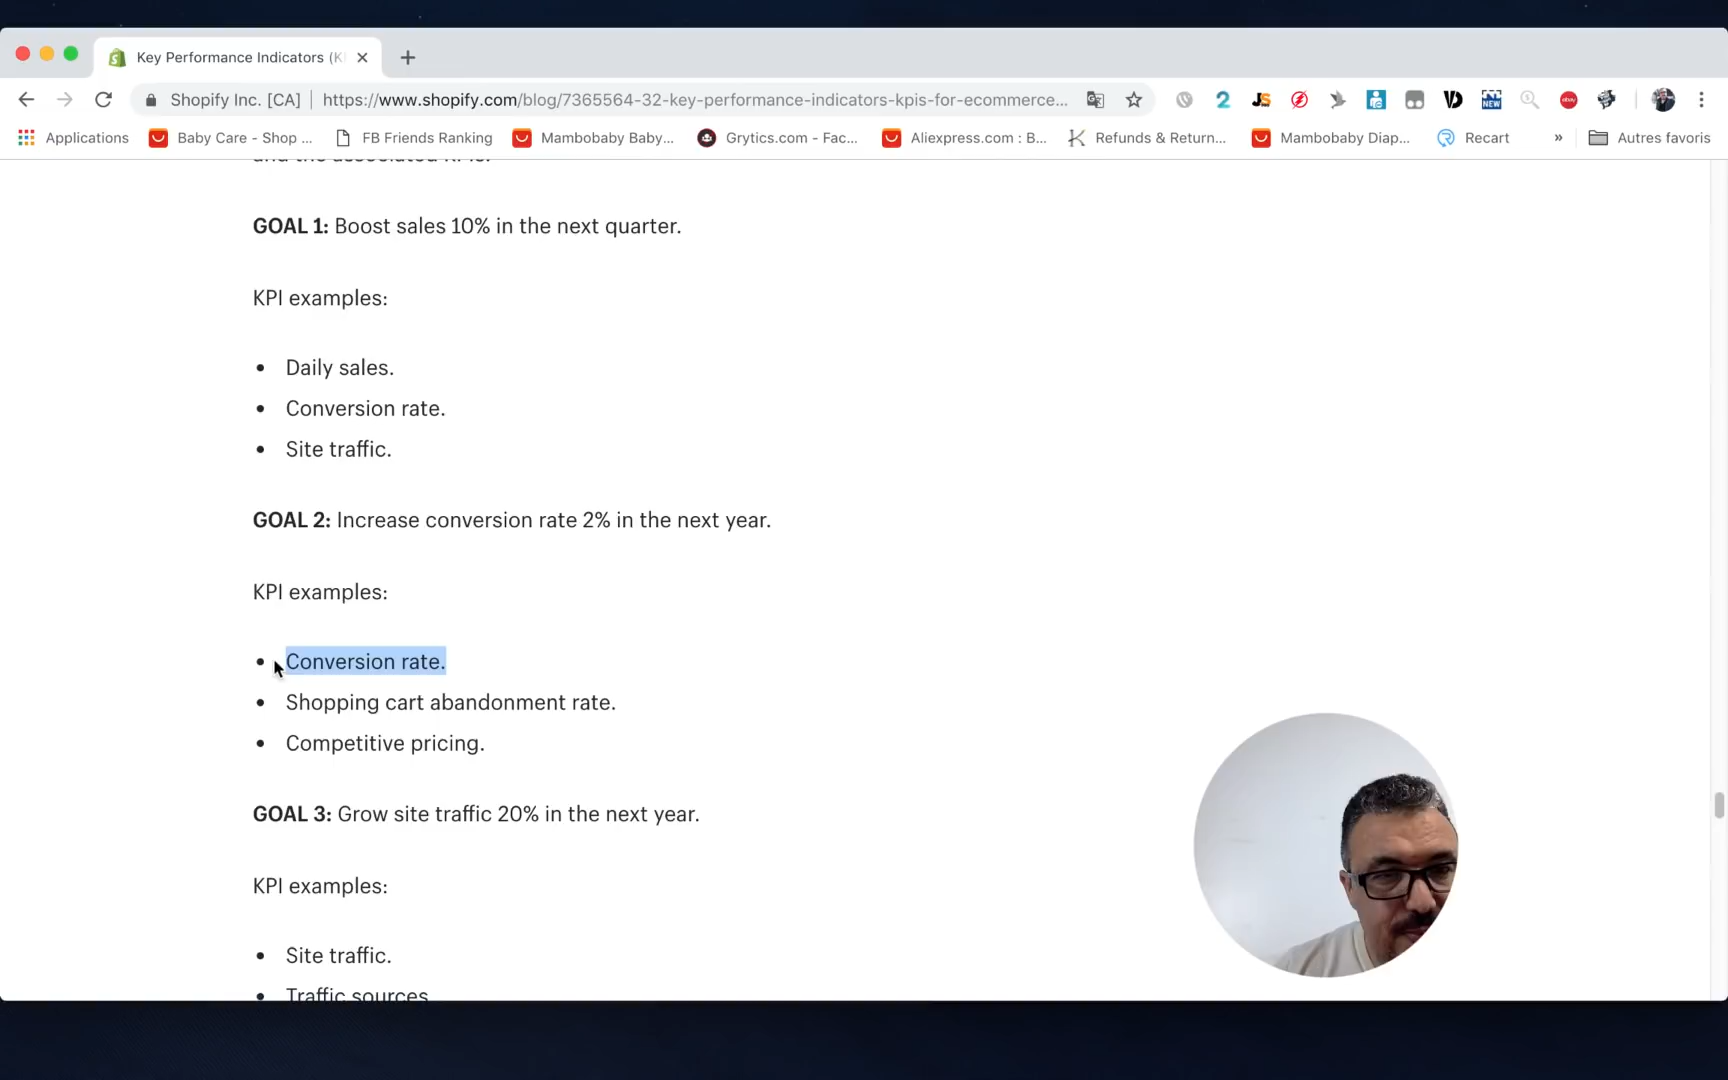 Key Performance Indicators (K
Shopify Inc. [CA] | https://www.shopify.com/blog/7365564-32-key-performance-indicators-kpis-for-ecommerce...
Applications Baby Care - Shop ... FB Friends Ranking Mambobaby Baby... Grytics.com - Fac... Aliexpress.com : B... Refunds & Return... Mambobaby Diap... Recart » Autres favoris
and the associated KPIs.
GOAL 1: Boost sales 10% in the next quarter.
KPI examples:
• Daily sales.
• Conversion rate.
• Site traffic.
GOAL 2: Increase conversion rate 2% in the next year.
KPI examples:
• Conversion rate.
• Shopping cart abandonment rate.
• Competitive pricing.
GOAL 3: Grow site traffic 20% in the next year.
KPI examples:
• Site traffic.
• Traffic sources